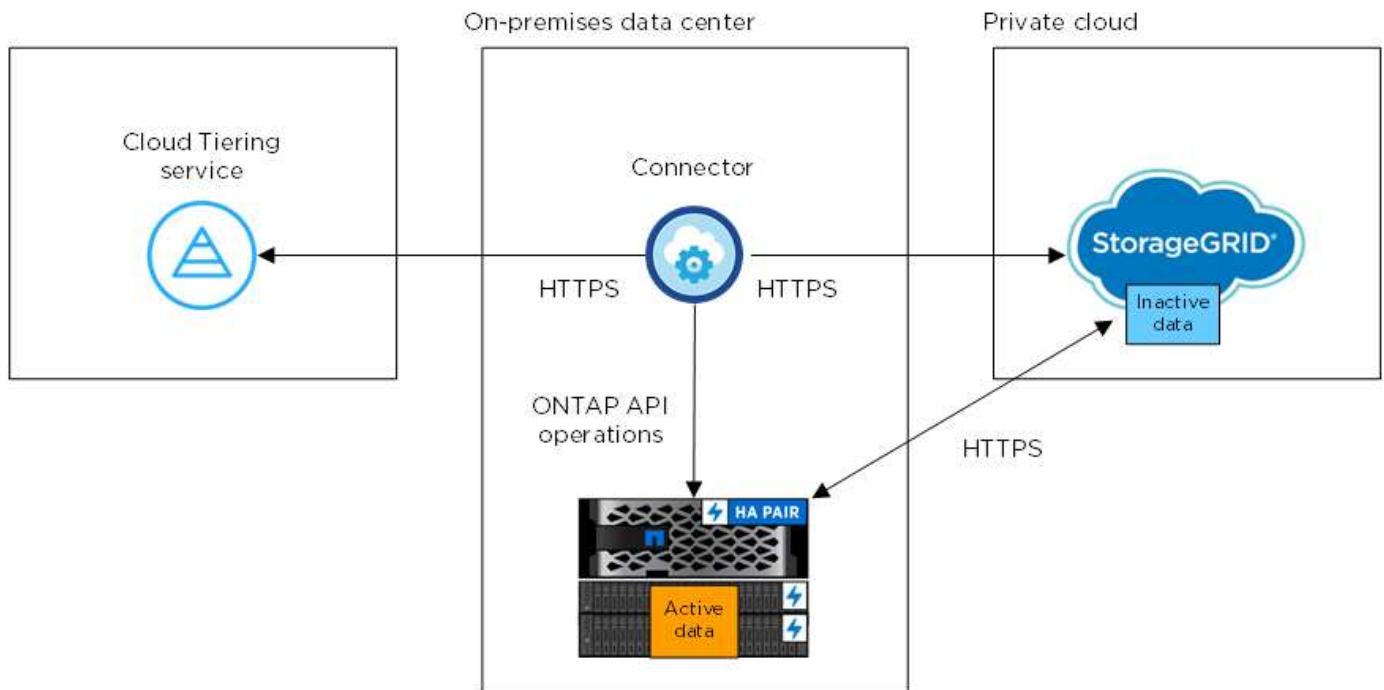 On-premises data center
Private cloud
Cloud Tiering
service
Connector
StorageGRID®
Inactive
data
HTTPS
HTTPS
ONTAP API
operations
HTTPS
HA PAIR
Active
data